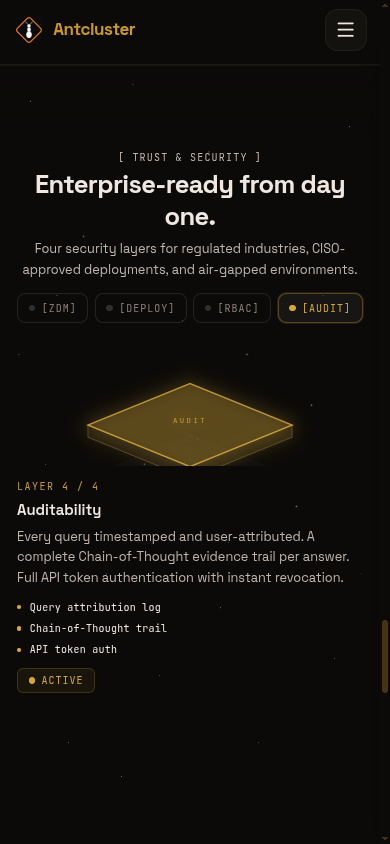 Antcluster
[ TRUST & SECURITY ]
Enterprise-ready from day
one.
Four security layers for regulated industries, CISO-
approved deployments, and air-gapped environments.
[ZDM] [DEPLOY] [RBAC] [AUDIT]
AUDIT
LAYER 4 / 4
Auditability
Every query timestamped and user-attributed. A
complete Chain-of-Thought evidence trail per answer.
Full API token authentication with instant revocation.
Query attribution log
Chain-of-Thought trail
API token auth
ACTIVE